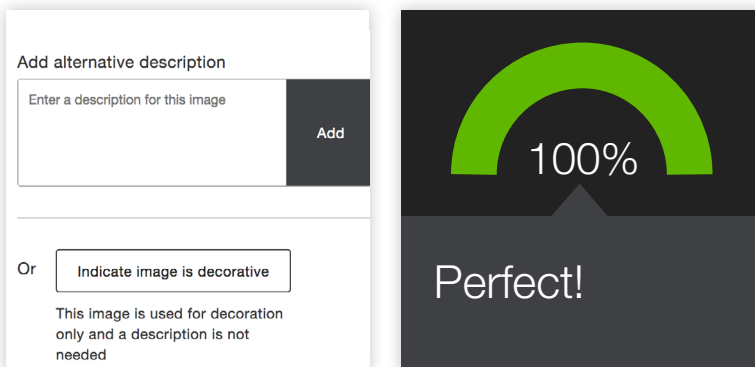 Add alternative description
Enter a description for this image
Add
Or
Indicate image is decorative
This image is used for decoration
only and a description is not
needed
100%
Perfect!